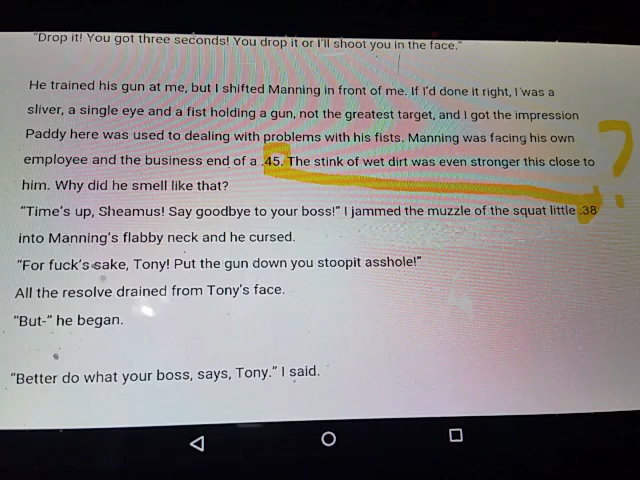 "Drop it! You got three seconds! You drop it or I'll shoot you in the face."
He trained his gun at me, but I shifted Manning in front of me. If I'd done it right, I was a
sliver, a single eye and a fist holding a gun, not the greatest target, and I got the impression
Paddy here was used to dealing with problems with his fists. Manning was facing his own
employee and the business end of a .45. The stink of wet dirt was even stronger this close to
him. Why did he smell like that?
"Time's up, Sheamus! Say goodbye to your boss!" I jammed the muzzle of the squat little .38
into Manning's flabby neck and he cursed.
"For fuck's sake, Tony! Put the gun down you stoopit asshole!"
All the resolve drained from Tony's face.
"But-" he began.
"Better do what your boss, says, Tony." I said.
?
!